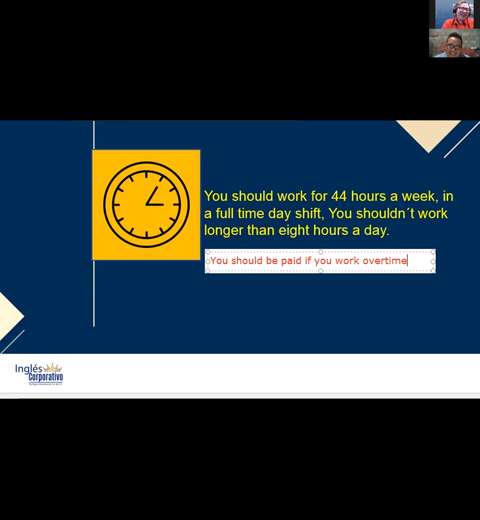 You should work for 44 hours a week, in
a full time day shift, You shouldn´t work
longer than eight hours a day.
You should be paid if you work overtime
Inglés
Corporativo